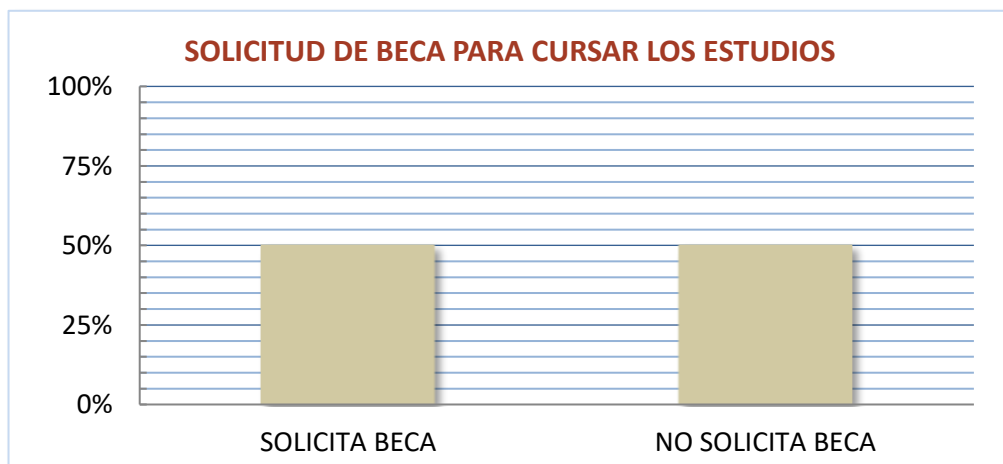 SOLICITUD DE BECA PARA CURSAR LOS ESTUDIOS
100%
75%
50%
25%
0%
SOLICITA BECA
NO SOLICITA BECA